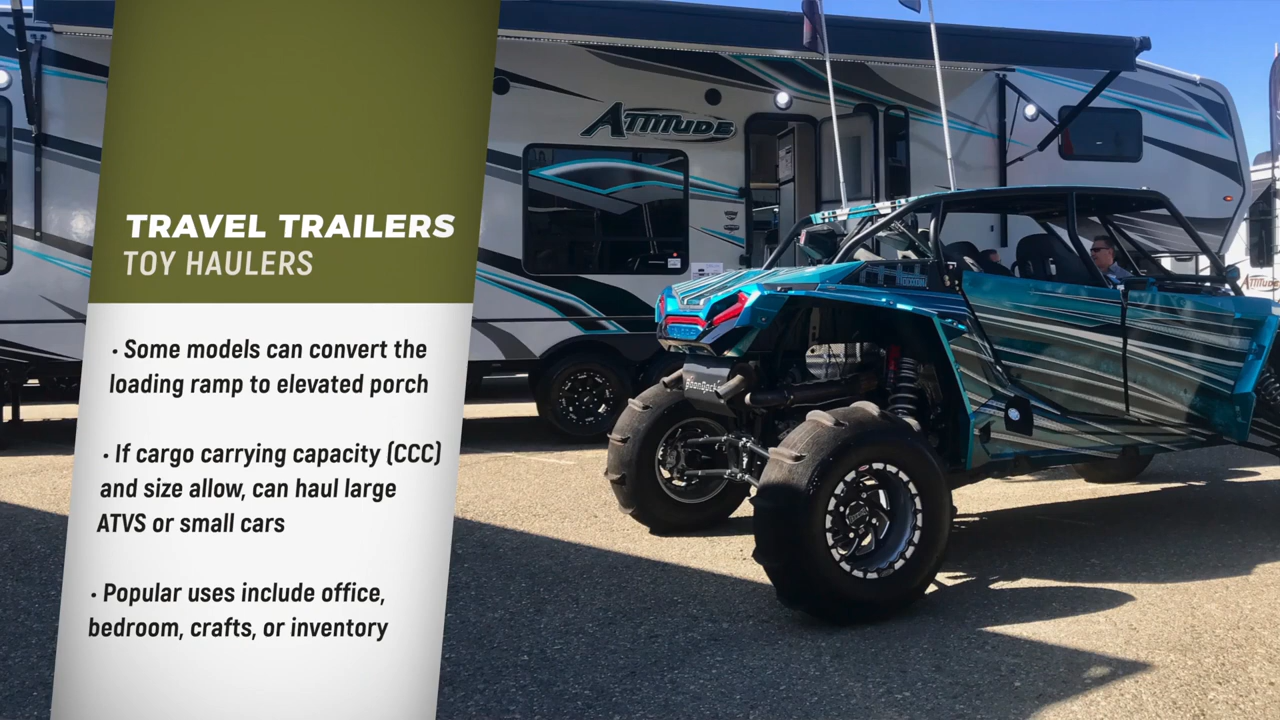 TRAVEL TRAILERS
TOY HAULERS
• Some models can convert the
loading ramp to elevated porch
• If cargo carrying capacity (CCC)
and size allow, can haul large
ATVS or small cars
• Popular uses include office,
bedroom, crafts, or inventory
ATTITUDE
BoonDock
ATTITUDE